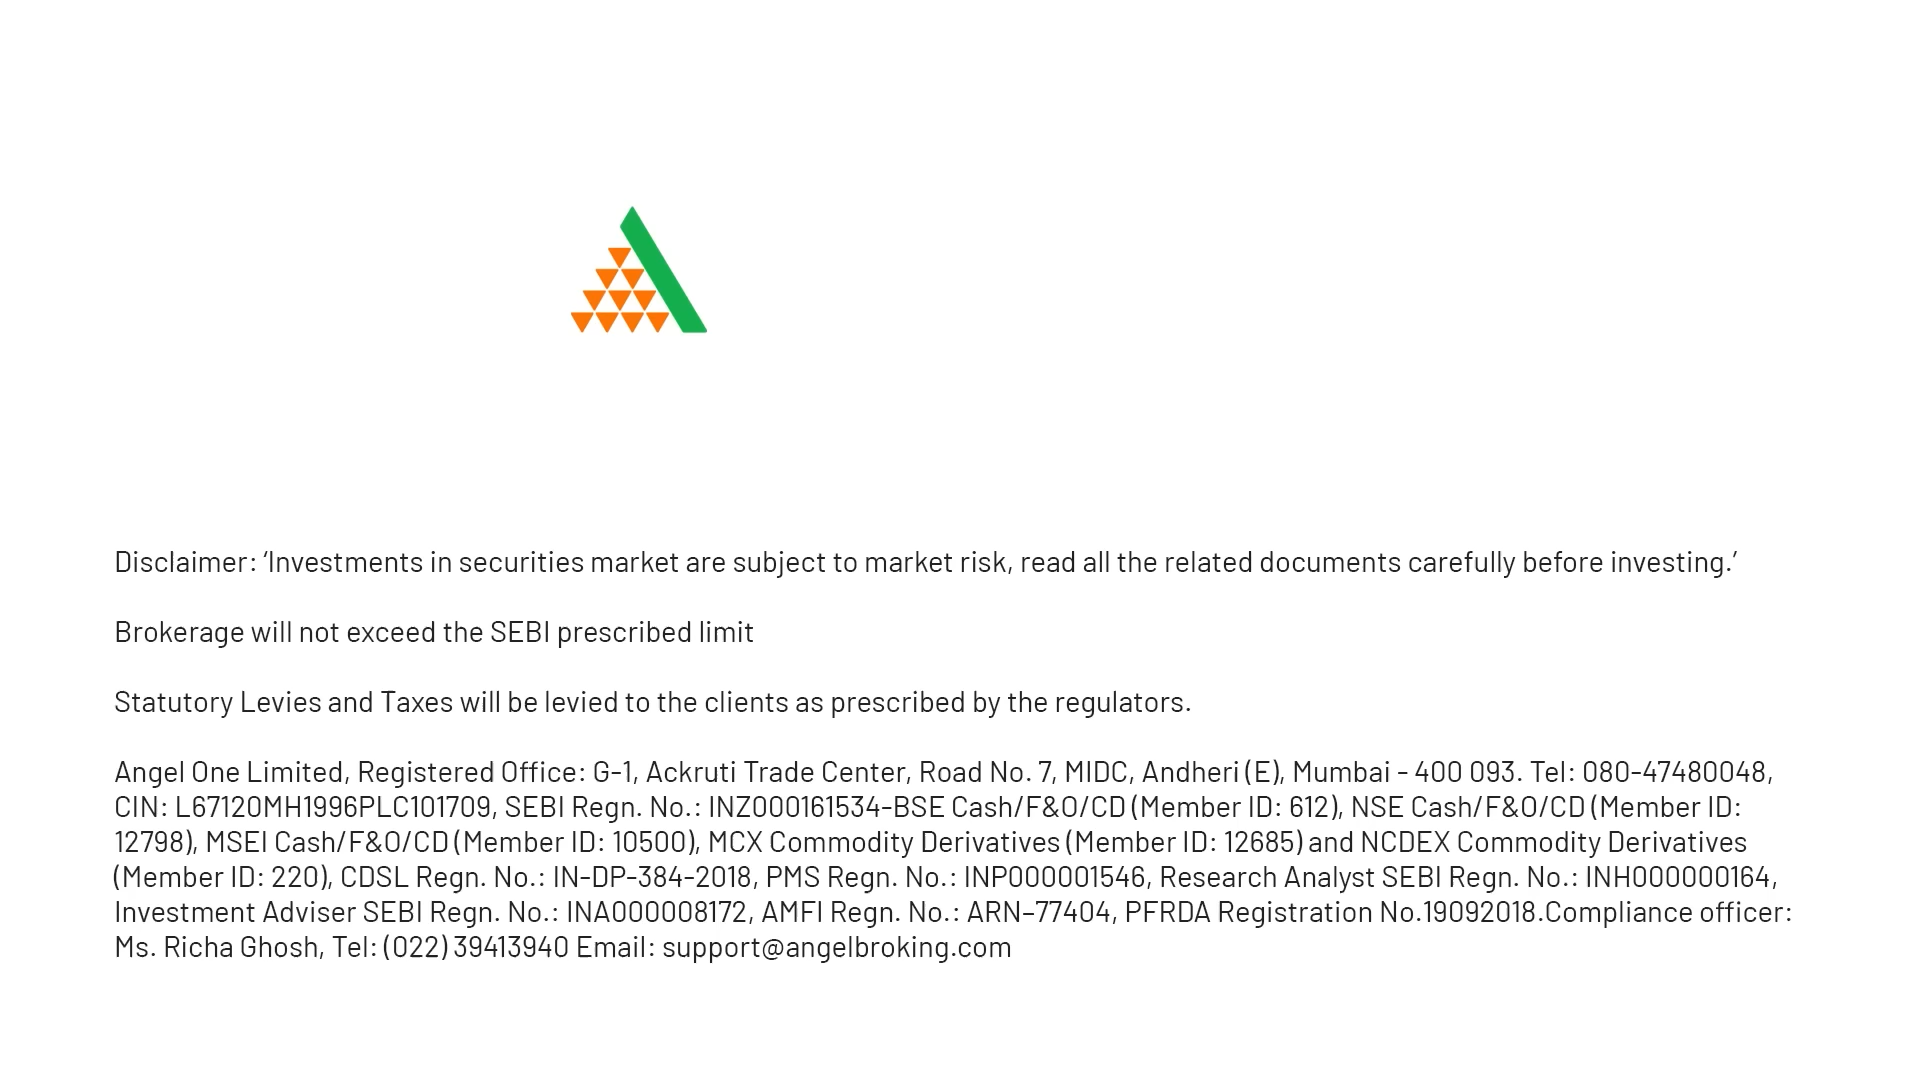 Disclaimer: ‘Investments in securities market are subject to market risk, read all the related documents carefully before investing.’
Brokerage will not exceed the SEBI prescribed limit
Statutory Levies and Taxes will be levied to the clients as prescribed by the regulators.
Angel One Limited, Registered Office: G-1, Ackruti Trade Center, Road No. 7, MIDC, Andheri (E), Mumbai - 400 093. Tel: 080-47480048,
CIN: L67120MH1996PLC101709, SEBI Regn. No.: INZ000161534-BSE Cash/F&O/CD (Member ID: 612), NSE Cash/F&O/CD (Member ID:
12798), MSEI Cash/F&O/CD (Member ID: 10500), MCX Commodity Derivatives (Member ID: 12685) and NCDEX Commodity Derivatives
(Member ID: 220), CDSL Regn. No.: IN-DP-384-2018, PMS Regn. No.: INP000001546, Research Analyst SEBI Regn. No.: INH000000164,
Investment Adviser SEBI Regn. No.: INA000008172, AMFI Regn. No.: ARN–77404, PFRDA Registration No.19092018.Compliance officer:
Ms. Richa Ghosh, Tel: (022) 39413940 Email: support@angelbroking.com